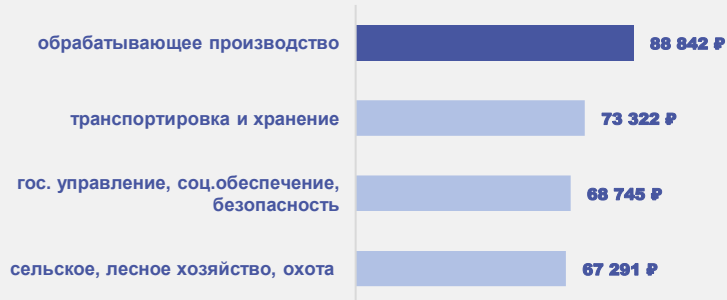 обрабатывающее производство 88 842 ₽
транспортировка и хранение 73 322 ₽
гос. управление, соц.обеспечение,
безопасность 68 745 ₽
сельское, лесное хозяйство, охота 67 291 ₽